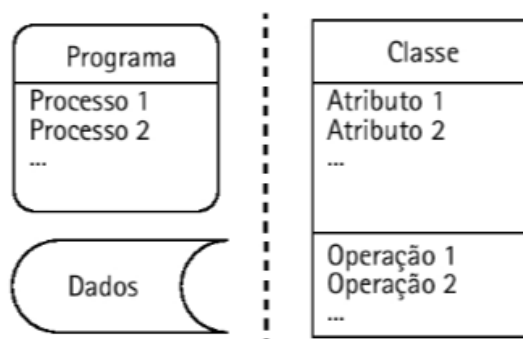 Programa
Processo 1
Processo 2
...
Dados
Classe
Atributo 1
Atributo 2
...
Operação 1
Operação 2
...